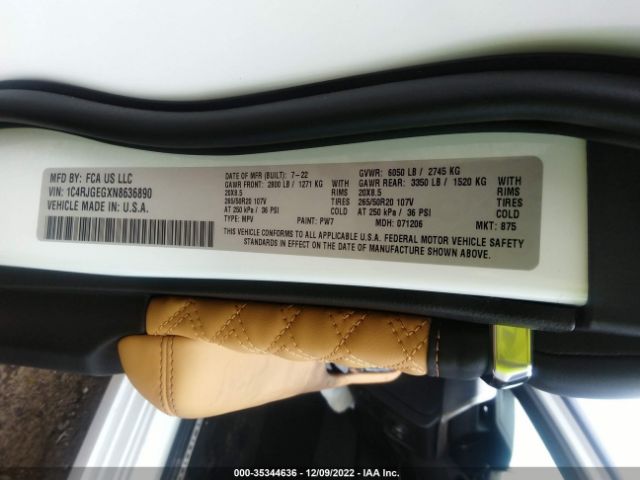 MFD BY: FCA US LLC
VIN: 1C4RJGEGXN8636890
VEHICLE MADE IN: U.S.A.
DATE OF MFR (BUILT): 7-22
GAWR FRONT: 2800 LB / 1271 KG WITH
20X8.5 RIMS
265/50R20 107V TIRES
AT 250 kPa / 36 PSI COLD
TYPE: MPV PAINT: PW7
GVWR: 6050 LB / 2745 KG
GAWR REAR: 3350 LB / 1520 KG WITH
20X8.5 RIMS
265/50R20 107V TIRES
AT 250 kPa / 36 PSI COLD
MDH: 071206 MKT: 875
THIS VEHICLE CONFORMS TO ALL APPLICABLE U.S.A. FEDERAL MOTOR VEHICLE SAFETY
STANDARDS IN EFFECT ON THE DATE OF MANUFACTURE SHOWN ABOVE.
000-35344636 - 12/09/2022 - IAA Inc.